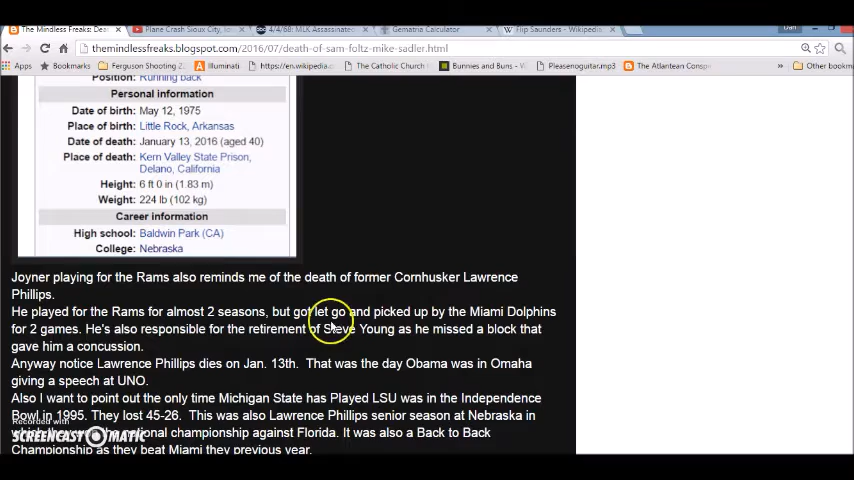 The Mindless Freaks: Dea
Plane Crash Sioux City, Io
4/4/68: MLK Assassinated
Gematria Calculator
Flip Saunders - Wikipedia
Dan
themindlessfreaks.blogspot.com/2016/07/death-of-sam-foltz-mike-sadler.html
Apps
Bookmarks
Ferguson Shooting 2
Illuminati
https://en.wikipedia
The Catholic Church
Bunnies and Buns - W
Pleasenoguitar.mp3
The Atlantean Consp
Other bookm
Position: Running back
Personal information
Date of birth: May 12, 1975
Place of birth: Little Rock, Arkansas
Date of death: January 13, 2016 (aged 40)
Place of death: Kern Valley State Prison,
Delano, California
Height: 6 ft 0 in (1.83 m)
Weight: 224 lb (102 kg)
Career information
High school: Baldwin Park (CA)
College: Nebraska
Joyner playing for the Rams also reminds me of the death of former Cornhusker Lawrence
Phillips.
He played for the Rams for almost 2 seasons, but got let go and picked up by the Miami Dolphins
for 2 games. He's also responsible for the retirement of Steve Young as he missed a block that
gave him a concussion.
Anyway notice Lawrence Phillips dies on Jan. 13th. That was the day Obama was in Omaha
giving a speech at UNO.
Also I want to point out the only time Michigan State has Played LSU was in the Independence
Bowl in 1995. They lost 45-26. This was also Lawrence Phillips senior season at Nebraska in
which they national championship against Florida. It was also a Back to Back
Championship as they beat Miami they previous year.
Recorded with
SCREENCAST MATIC